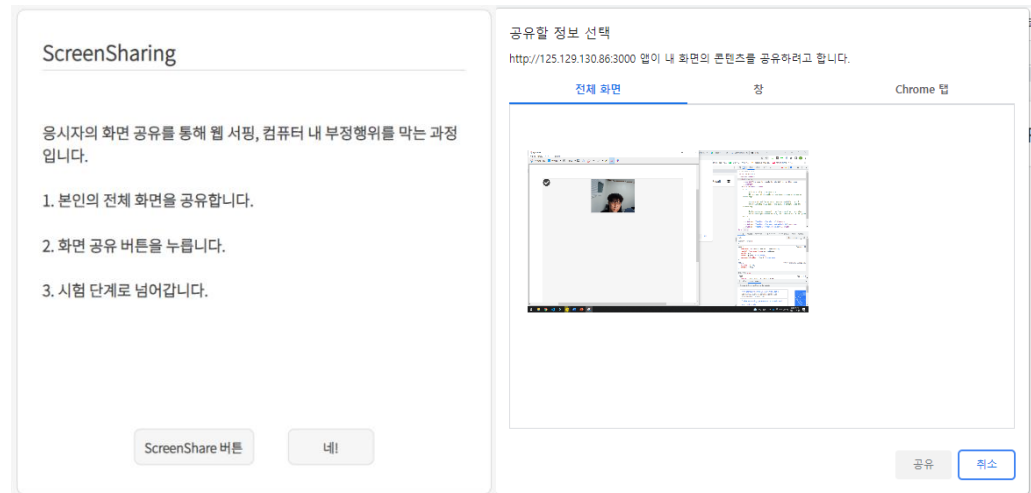 ScreenSharing
응시자의 화면 공유를 통해 웹 서핑, 컴퓨터 내 부정행위를 막는 과정
입니다.
1. 본인의 전체 화면을 공유합니다.
2. 화면 공유 버튼을 누릅니다.
3. 시험 단계로 넘어갑니다.
ScreenShare 버튼
네!
공유할 정보 선택
http://125.129.130.86:3000 앱이 내 화면의 콘텐츠를 공유하려고 합니다.
전체 화면
창
Chrome 탭
공유
취소